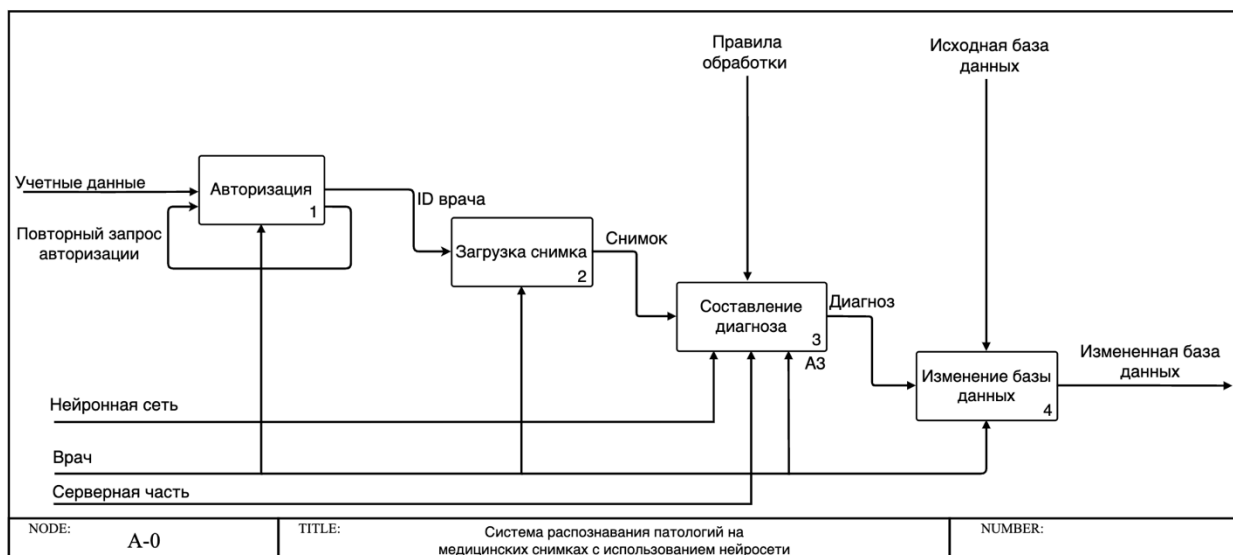 Правила
обработки
Исходная база
данных
Учетные данные
Авторизация
1
Повторный запрос
авторизации
ID врача
Загрузка снимка
2
Снимок
Составление
диагноза
3
A3
Диагноз
Изменение базы
данных
4
Измененная база
данных
Нейронная сеть
Врач
Серверная часть
NODE:
A-0
TITLE:
Система распознавания патологий на
медицинских снимках с использованием нейросети
NUMBER: